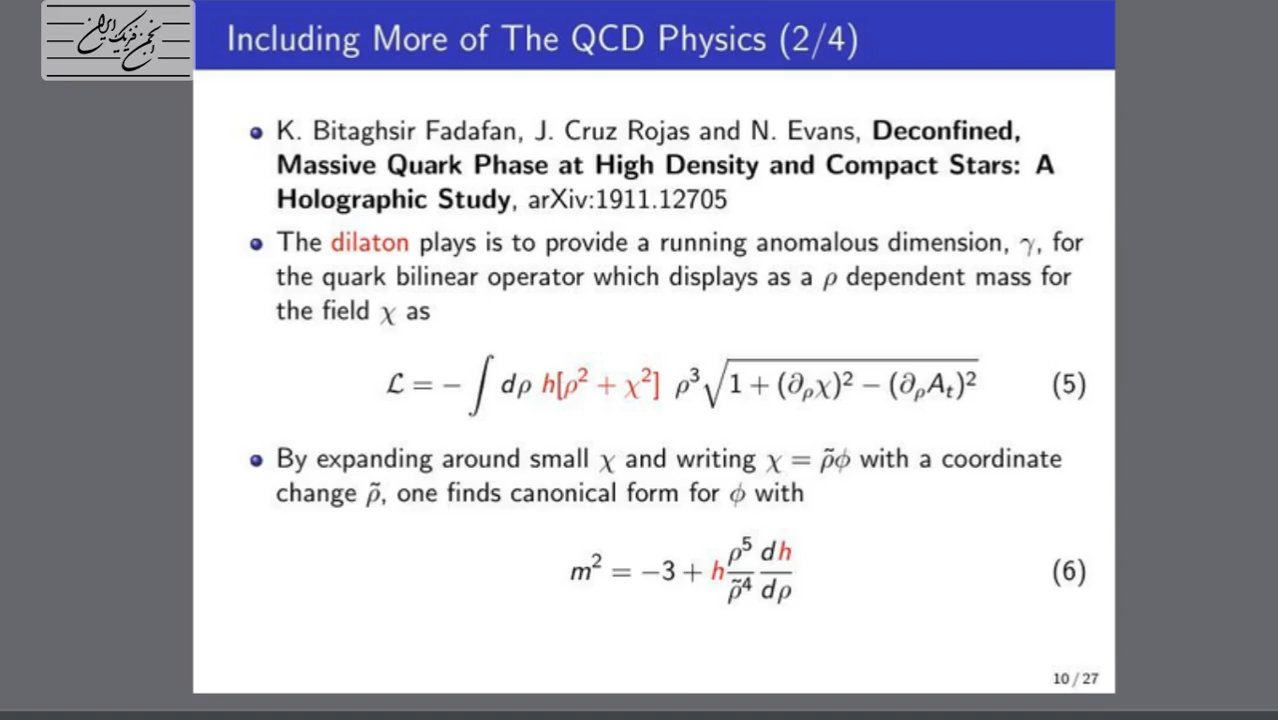 انجمن فیزیک ایران
Including More of The QCD Physics (2/4)
K. Bitaghsir Fadafan, J. Cruz Rojas and N. Evans, Deconfined,
Massive Quark Phase at High Density and Compact Stars: A
Holographic Study, arXiv:1911.12705
The dilaton plays is to provide a running anomalous dimension, γ, for
the quark bilinear operator which displays as a ρ dependent mass for
the field χ as
ℒ = − ∫ dρ h[ρ² + χ²] ρ³√(1 + (∂ρχ)² − (∂ρAₜ)²) (5)
By expanding around small χ and writing χ = ρ̃ϕ with a coordinate
change ρ̃, one finds canonical form for ϕ with
m² = −3 + h ρ⁵/ρ̃⁴ dh/dρ (6)
10 / 27